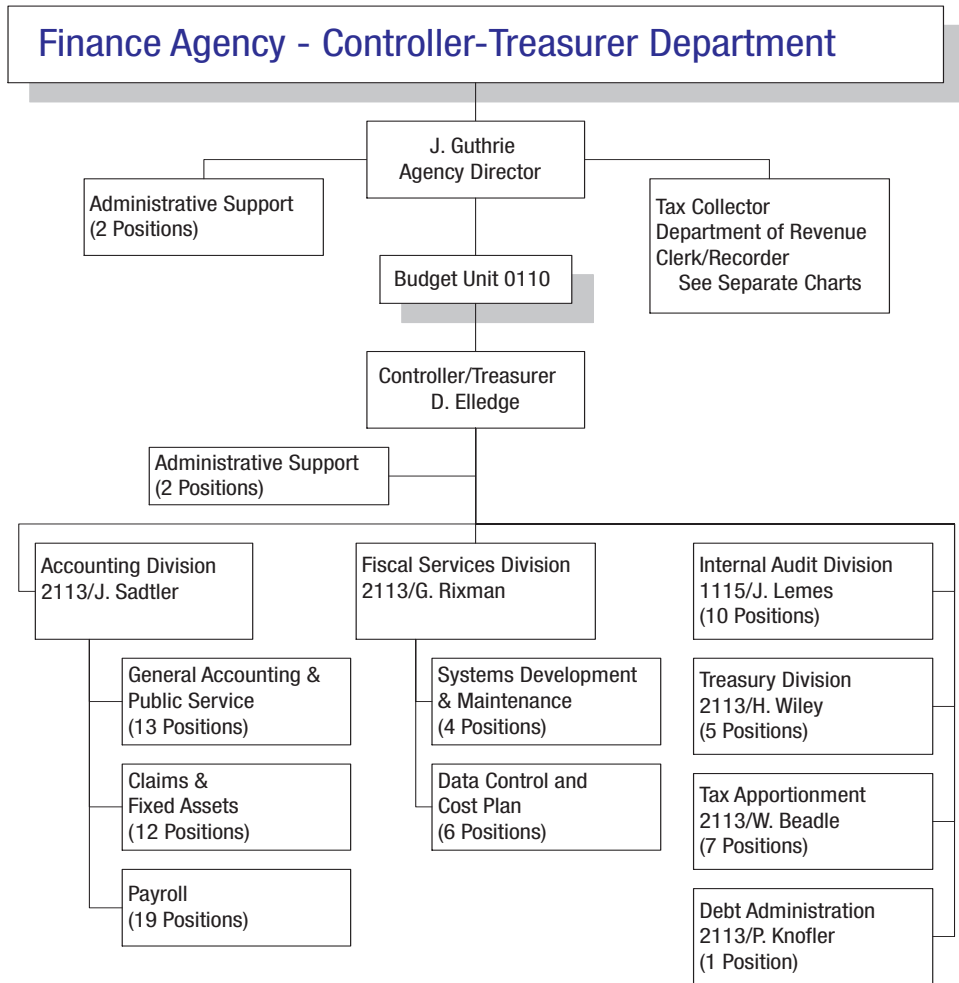 Finance Agency - Controller-Treasurer Department
J. Guthrie
Agency Director
Administrative Support
(2 Positions)
Tax Collector
Department of Revenue
Clerk/Recorder
See Separate Charts
Budget Unit 0110
Controller/Treasurer
D. Elledge
Administrative Support
(2 Positions)
Accounting Division
2113/J. Sadtler
General Accounting &
Public Service
(13 Positions)
Claims &
Fixed Assets
(12 Positions)
Payroll
(19 Positions)
Fiscal Services Division
2113/G. Rixman
Systems Development
& Maintenance
(4 Positions)
Data Control and
Cost Plan
(6 Positions)
Internal Audit Division
1115/J. Lemes
(10 Positions)
Treasury Division
2113/H. Wiley
(5 Positions)
Tax Apportionment
2113/W. Beadle
(7 Positions)
Debt Administration
2113/P. Knofler
(1 Position)